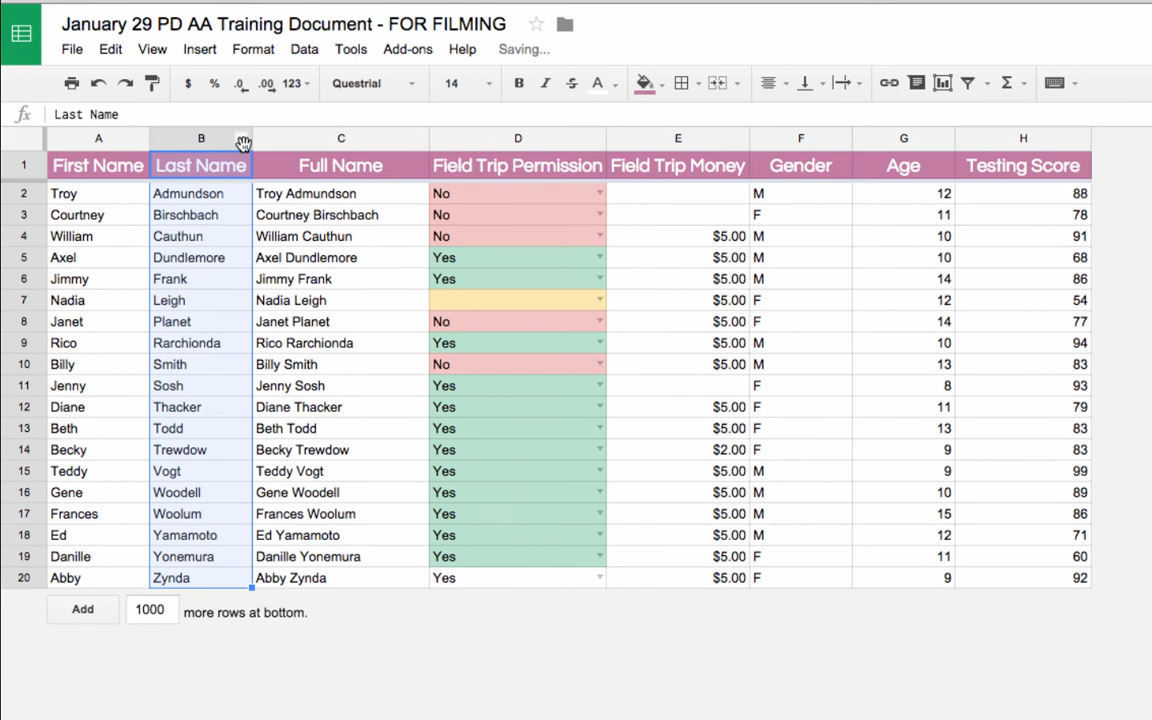 January 29 PD AA Training Document - FOR FILMING
File Edit View Insert Format Data Tools Add-ons Help Saving...
$ % .0 .00 123 Questrial 14 B I S A Σ
fx Last Name
A B C D E F G H
1 First Name Last Name Full Name Field Trip Permission Field Trip Money Gender Age Testing Score
2 Troy Admundson Troy Admundson No M 12 88
3 Courtney Birschbach Courtney Birschbach No F 11 78
4 William Cauthun William Cauthun No $5.00 M 10 91
5 Axel Dundlemore Axel Dundlemore Yes $5.00 M 10 68
6 Jimmy Frank Jimmy Frank Yes $5.00 M 14 86
7 Nadia Leigh Nadia Leigh $5.00 F 12 54
8 Janet Planet Janet Planet No $5.00 F 14 77
9 Rico Rarchionda Rico Rarchionda Yes $5.00 M 10 94
10 Billy Smith Billy Smith No $5.00 M 13 83
11 Jenny Sosh Jenny Sosh Yes F 8 93
12 Diane Thacker Diane Thacker Yes $5.00 F 11 79
13 Beth Todd Beth Todd Yes $5.00 F 13 83
14 Becky Trewdow Becky Trewdow Yes $2.00 F 9 83
15 Teddy Vogt Teddy Vogt Yes $5.00 M 9 99
16 Gene Woodell Gene Woodell Yes $5.00 M 10 89
17 Frances Woolum Frances Woolum Yes $5.00 M 15 86
18 Ed Yamamoto Ed Yamamoto Yes $5.00 M 12 71
19 Danille Yonemura Danille Yonemura Yes $5.00 F 11 60
20 Abby Zynda Abby Zynda Yes $5.00 F 9 92
Add 1000 more rows at bottom.